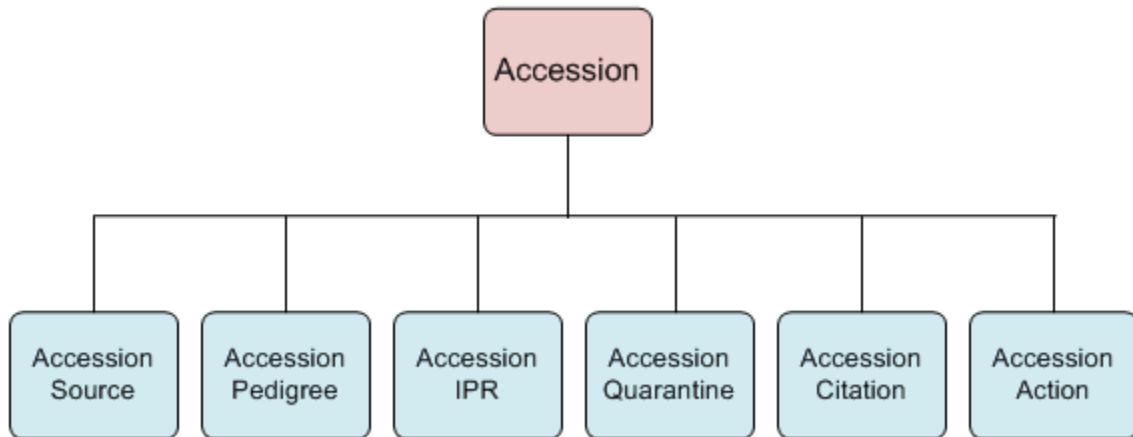 Accession
Accession
Source
Accession
Pedigree
Accession
IPR
Accession
Quarantine
Accession
Citation
Accession
Action